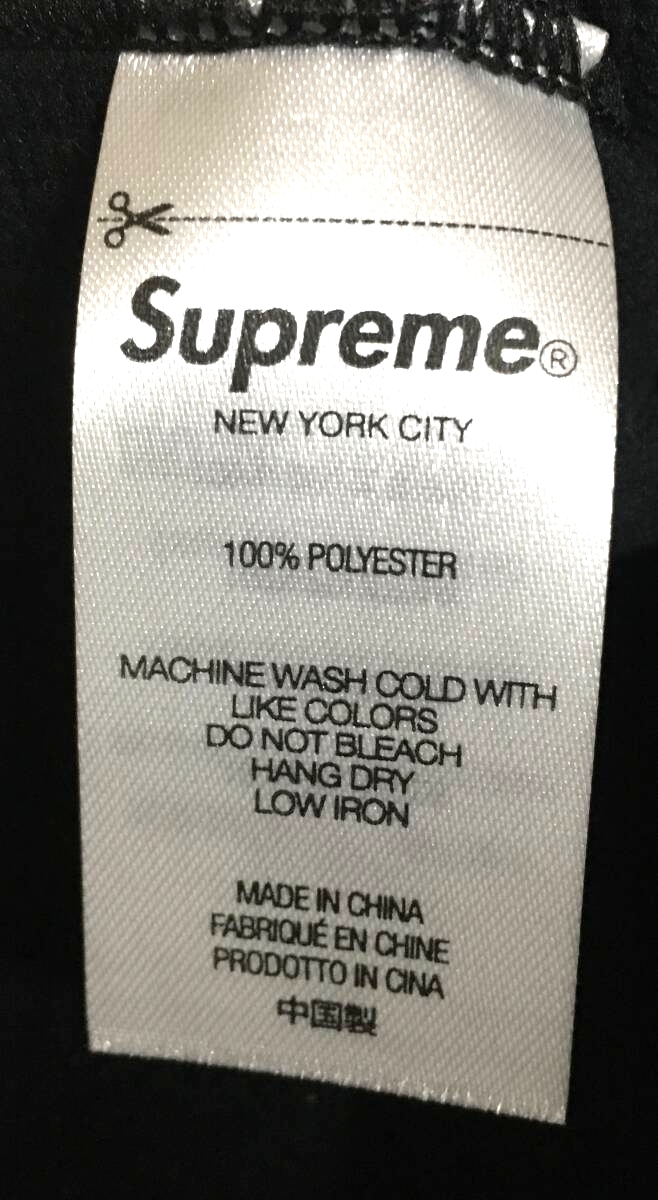 Supreme®
NEW YORK CITY
100% POLYESTER
MACHINE WASH COLD WITH
LIKE COLORS
DO NOT BLEACH
HANG DRY
LOW IRON
MADE IN CHINA
FABRIQUÉ EN CHINE
PRODOTTO IN CINA
中国製